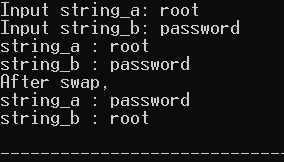 Input string_a: root
Input string_b: password
string_a : root
string_b : password
After swap,
string_a : password
string_b : root
--------------------------------